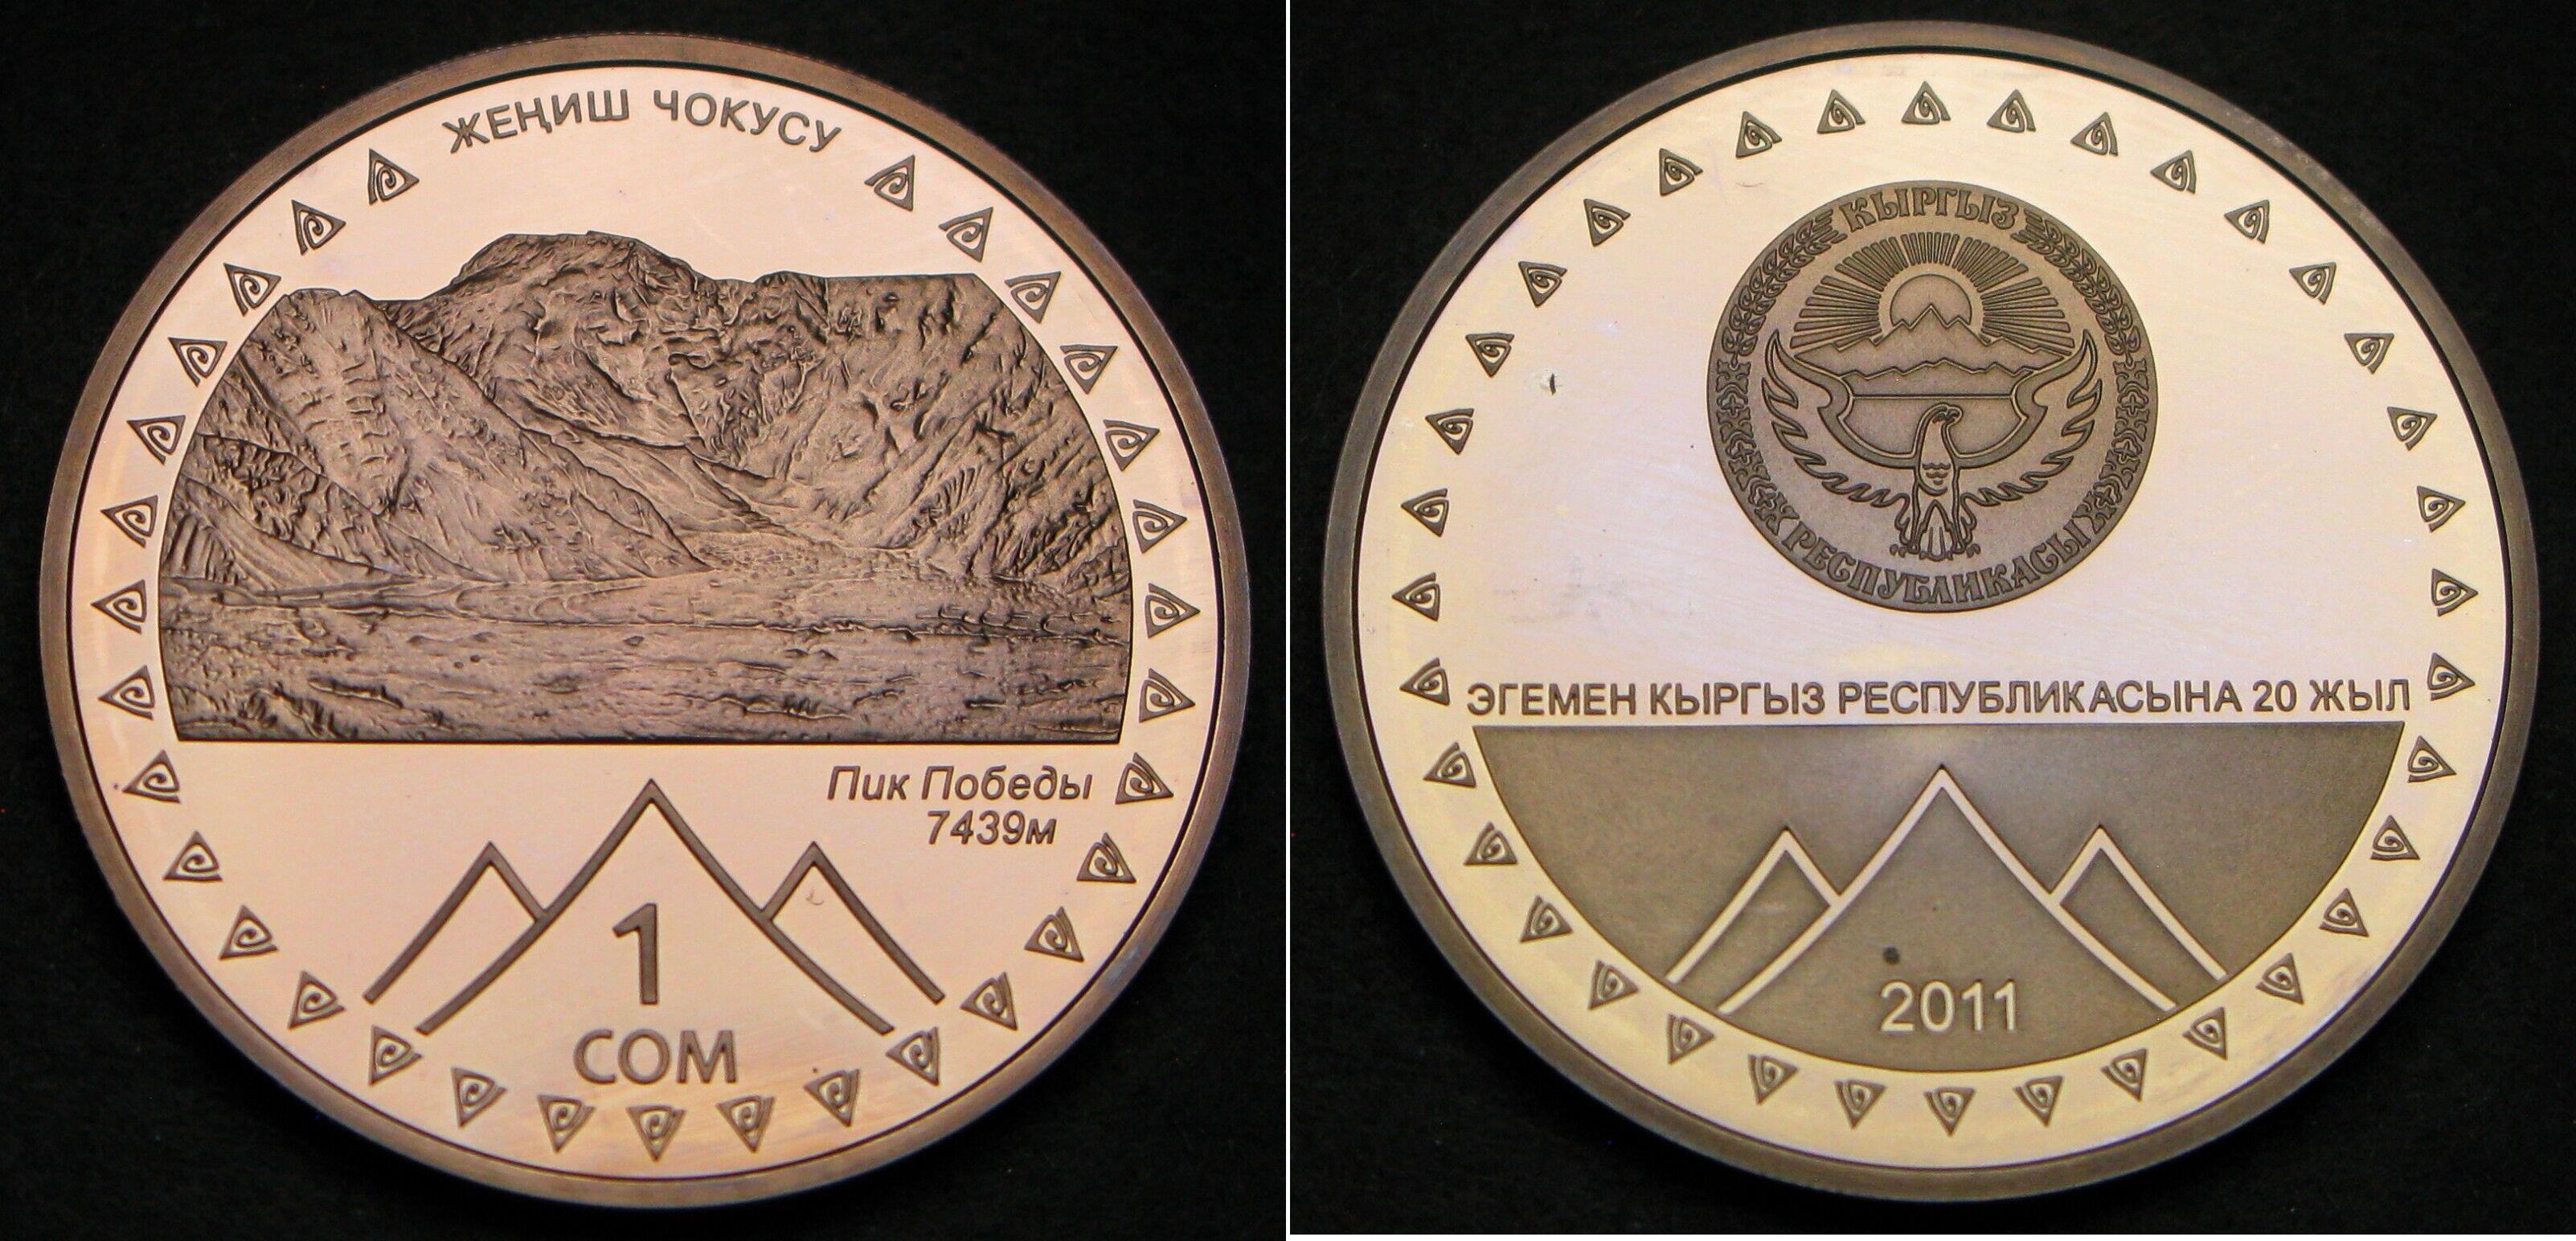 ЖЕҢИШ ЧОКУСУ
Пик Победы
7439м
1
СОМ
КЫРГЫЗ
РЕСПУБЛИКАСЫ
ЭГЕМЕН КЫРГЫЗ РЕСПУБЛИКАСЫНА 20 ЖЫЛ
2011